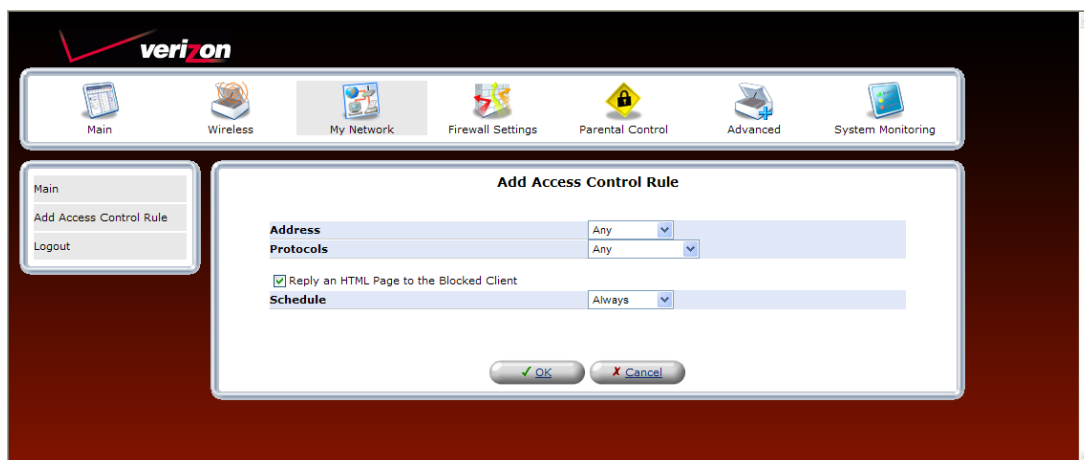 verizon
Main Wireless My Network Firewall Settings Parental Control Advanced System Monitoring
Main
Add Access Control Rule
Logout
Add Access Control Rule
Address Any
Protocols Any
Reply an HTML Page to the Blocked Client
Schedule Always
OK Cancel